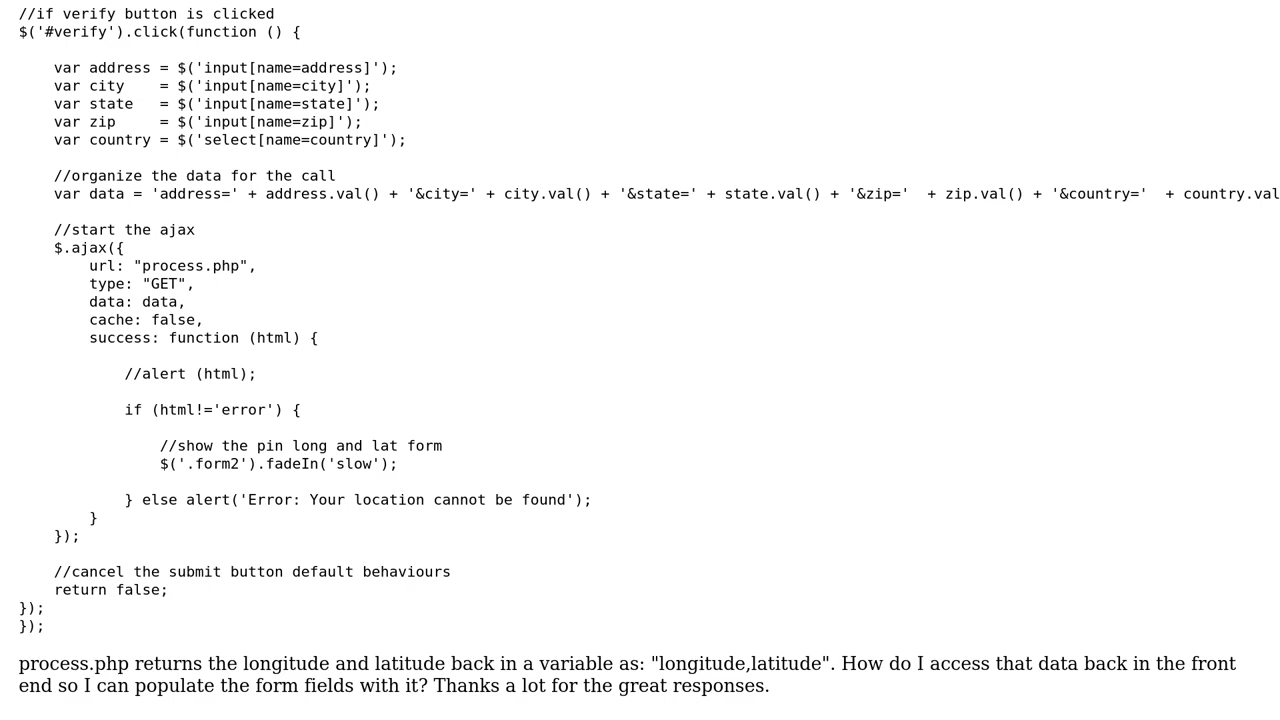 //if verify button is clicked
$('#verify').click(function () {
    var address = $('input[name=address]');
    var city    = $('input[name=city]');
    var state   = $('input[name=state]');
    var zip     = $('input[name=zip]');
    var country = $('select[name=country]');
    //organize the data for the call
    var data = 'address=' + address.val() + '&city=' + city.val() + '&state=' + state.val() + '&zip='  + zip.val() + '&country='  + country.val
    //start the ajax
    $.ajax({
        url: "process.php",
        type: "GET",
        data: data,
        cache: false,
        success: function (html) {
            //alert (html);
            if (html!='error') {
                //show the pin long and lat form
                $('.form2').fadeIn('slow');
            } else alert('Error: Your location cannot be found');
        }
    });
    //cancel the submit button default behaviours
    return false;
});
});
process.php returns the longitude and latitude back in a variable as: "longitude,latitude". How do I access that data back in the front
end so I can populate the form fields with it? Thanks a lot for the great responses.